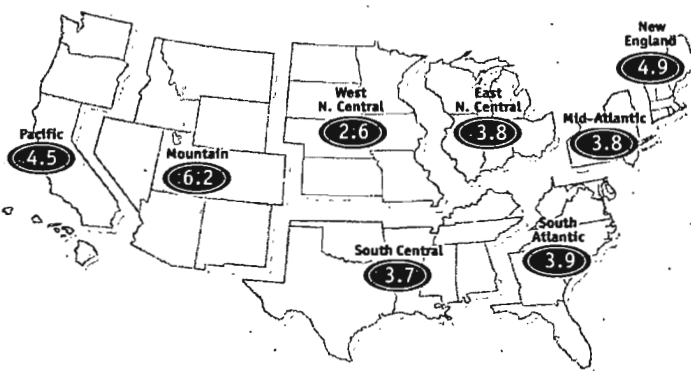 New
England
4.9
West
N. Central
2.6
East
N. Central
3.8
Mid-Atlantic
3.8
Pacific
4.5
Mountain
6.2
South
Atlantic
3.9
South Central
3.7